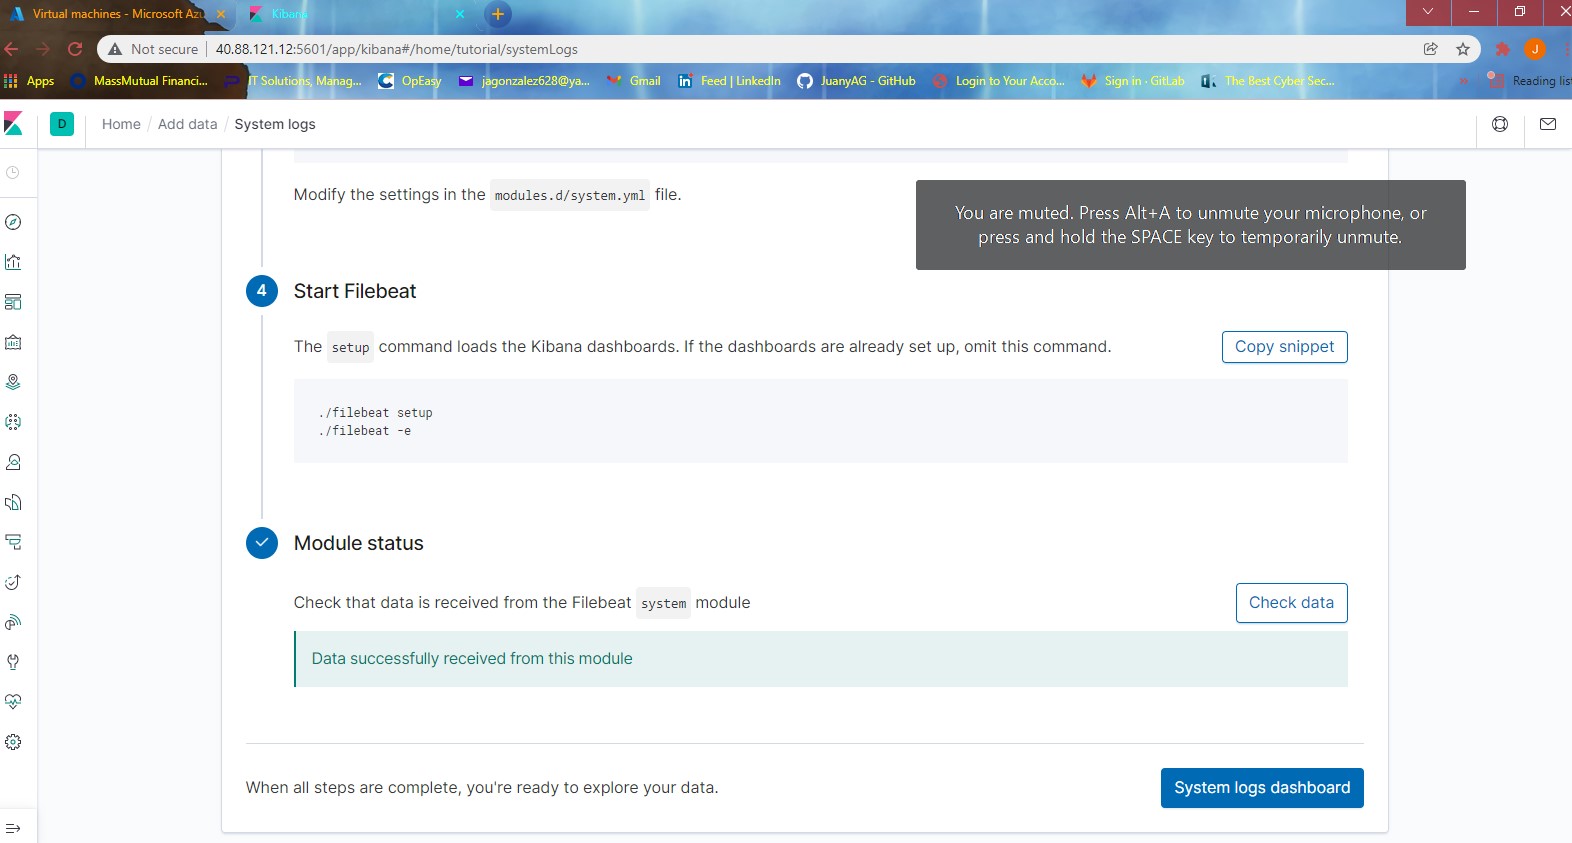 Virtual machines - Microsoft Azu
Kibana
Not secure
40.88.121.12:5601/app/kibana#/home/tutorial/systemLogs
J
Apps
MassMutual Financi...
IT Solutions, Manag...
OpEasy
jagonzalez628@ya...
Gmail
Feed | LinkedIn
JuanyAG - GitHub
Login to Your Acco...
Sign in · GitLab
The Best Cyber Sec...
»
Reading list
D
Home / Add data / System logs
Modify the settings in the modules.d/system.yml file.
You are muted. Press Alt+A to unmute your microphone, or
press and hold the SPACE key to temporarily unmute.
4 Start Filebeat
The setup command loads the Kibana dashboards. If the dashboards are already set up, omit this command.
Copy snippet
./filebeat setup
./filebeat -e
Module status
Check that data is received from the Filebeat system module
Check data
Data successfully received from this module
When all steps are complete, you're ready to explore your data.
System logs dashboard